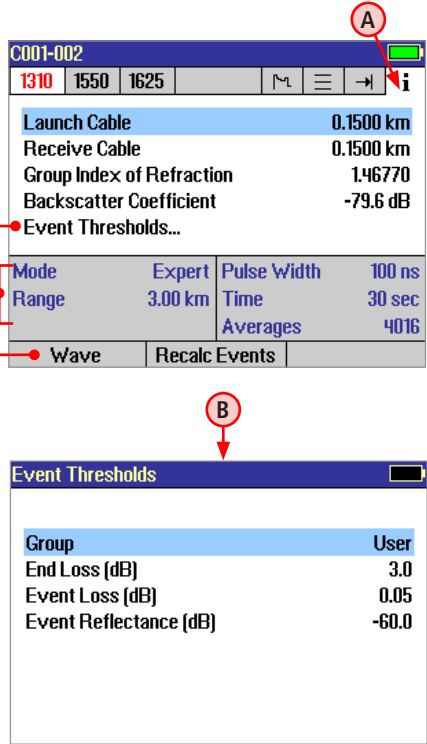 A
C001-002
1310 1550 1625 i
Launch Cable 0.1500 km
Receive Cable 0.1500 km
Group Index of Refraction 1.46770
Backscatter Coefficient -79.6 dB
Event Thresholds...
Mode Expert Pulse Width 100 ns
Range 3.00 km Time 30 sec
Averages 4016
Wave Recalc Events
B
Event Thresholds
Group User
End Loss (dB) 3.0
Event Loss (dB) 0.05
Event Reflectance (dB) -60.0